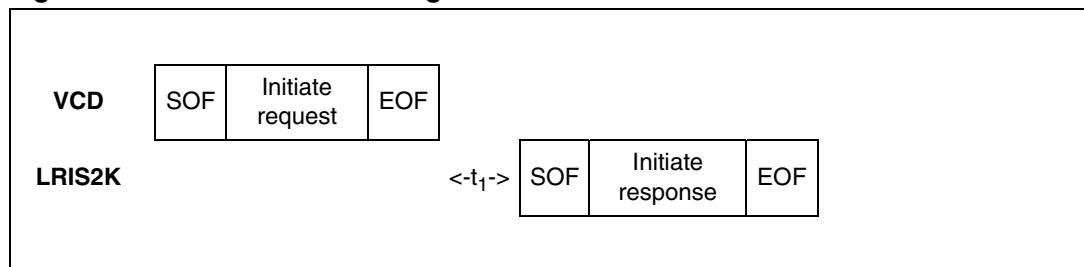 VCD
SOF
Initiate
request
EOF
LRIS2K
<-t₁->
SOF
Initiate
response
EOF